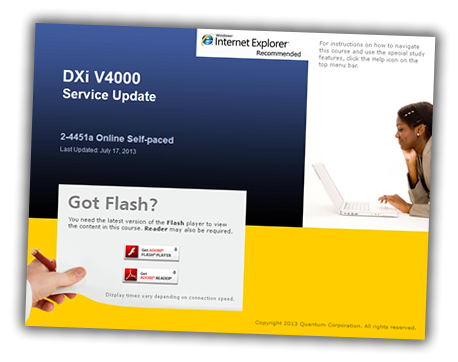 Windows®
Internet Explorer
Recommended
For instructions on how to navigate
this course and use the special study
features, click the Help icon on the
top menu bar.
DXi V4000
Service Update
2-4451a Online Self-paced
Last Updated: July 17, 2013
Got Flash?
You need the latest version of the Flash player to view
the content in this course. Reader may also be required.
Get ADOBE®
FLASH® PLAYER
Get
ADOBE® READER®
Display times vary depending on connection speed.
Copyright 2013 Quantum Corporation. All rights reserved.